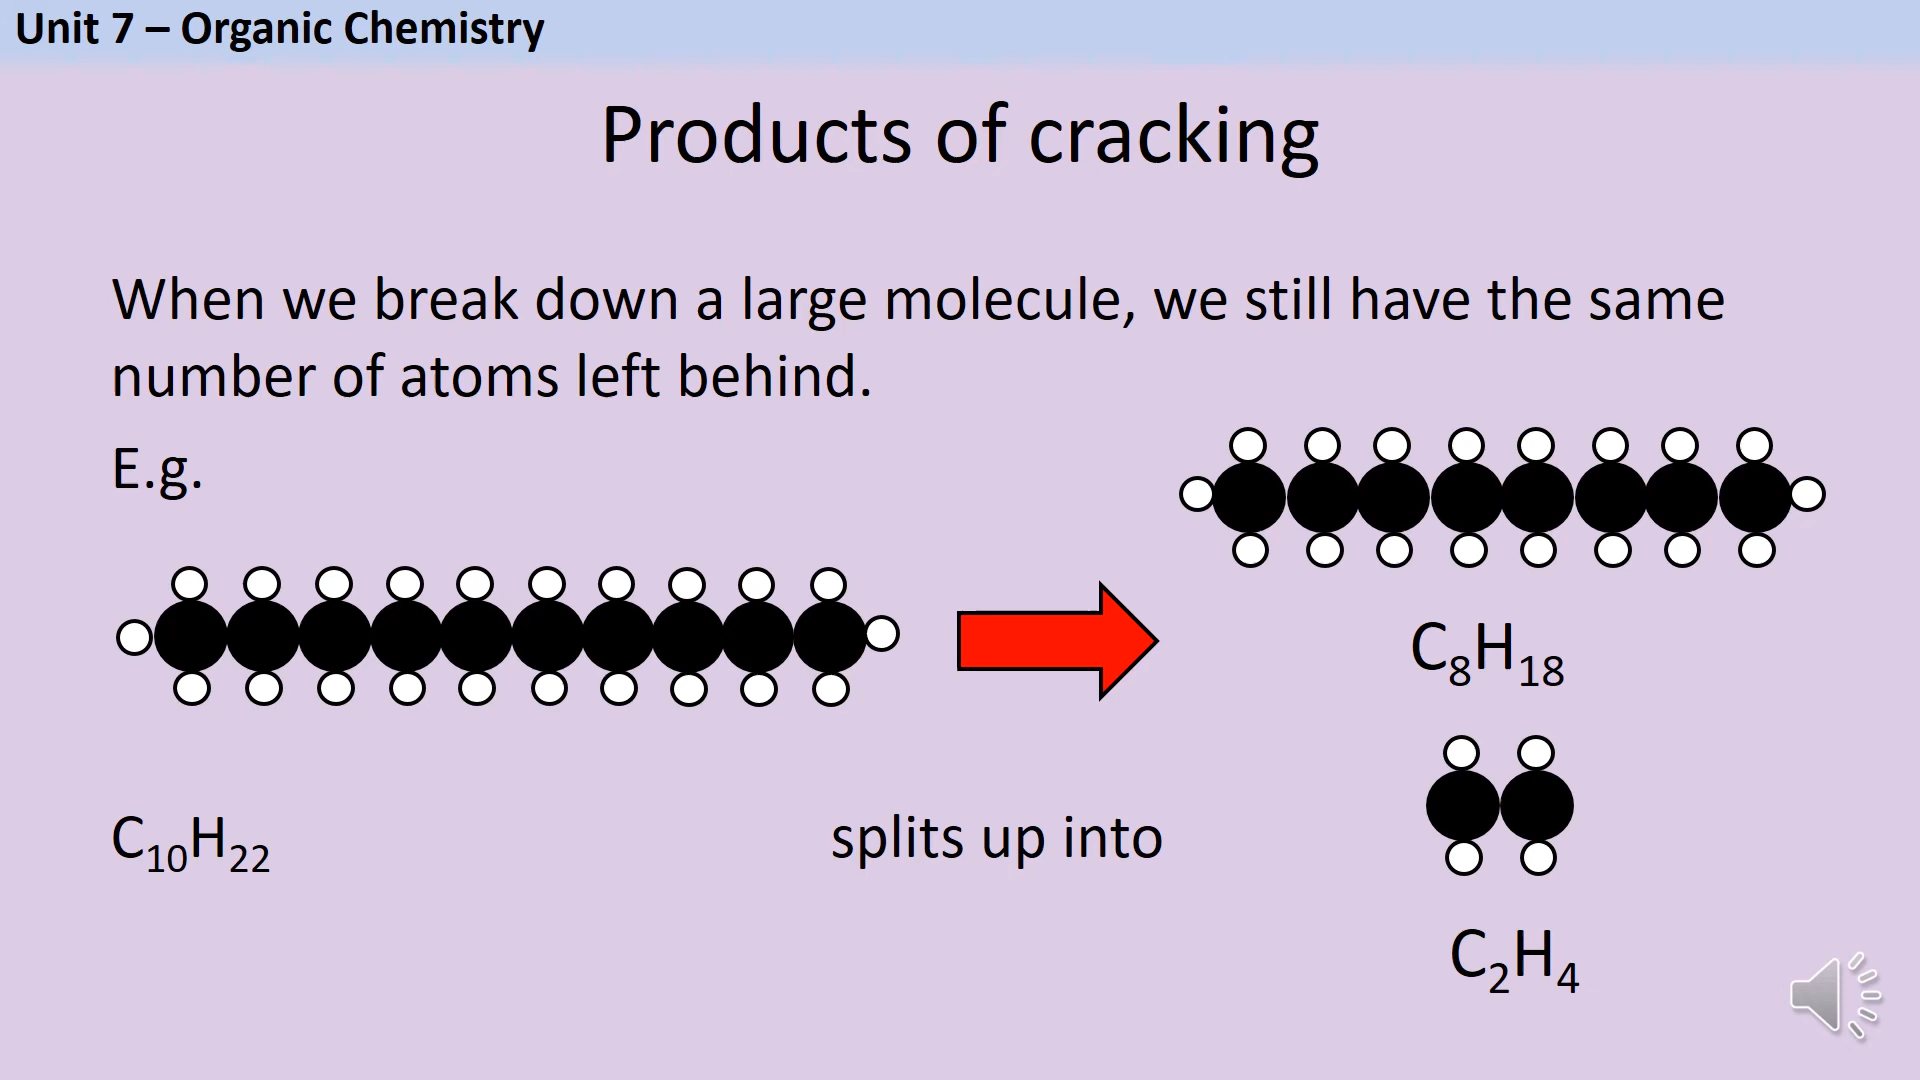 Unit 7 – Organic Chemistry
Products of cracking
When we break down a large molecule, we still have the same
number of atoms left behind.
E.g.
C₈H₁₈
C₁₀H₂₂ splits up into
C₂H₄